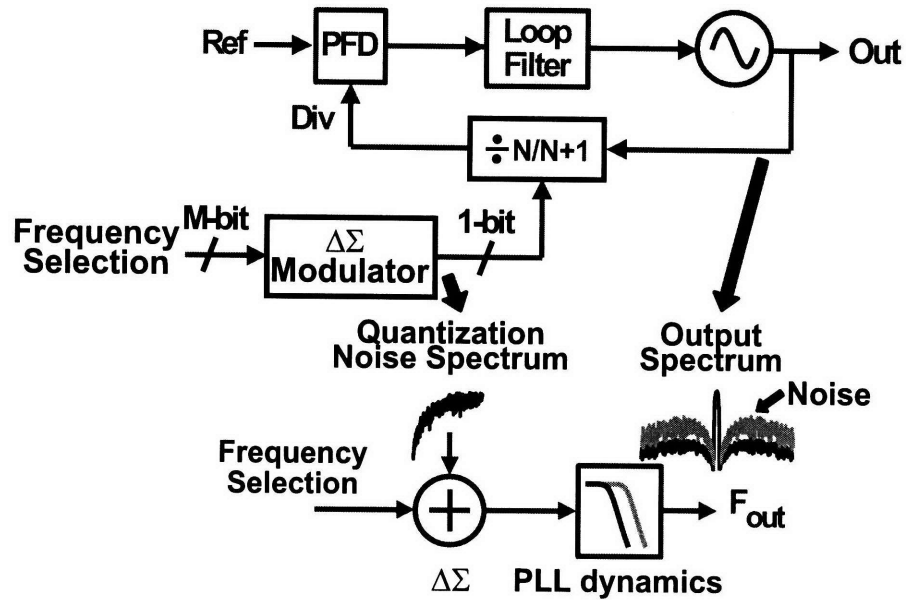 Ref
PFD
Loop
Filter
Out
Div
÷ N/N+1
M-bit
1-bit
Frequency
Selection
ΔΣ
Modulator
Quantization
Noise Spectrum
Output
Spectrum
Noise
Frequency
Selection
+
F_out
ΔΣ
PLL dynamics